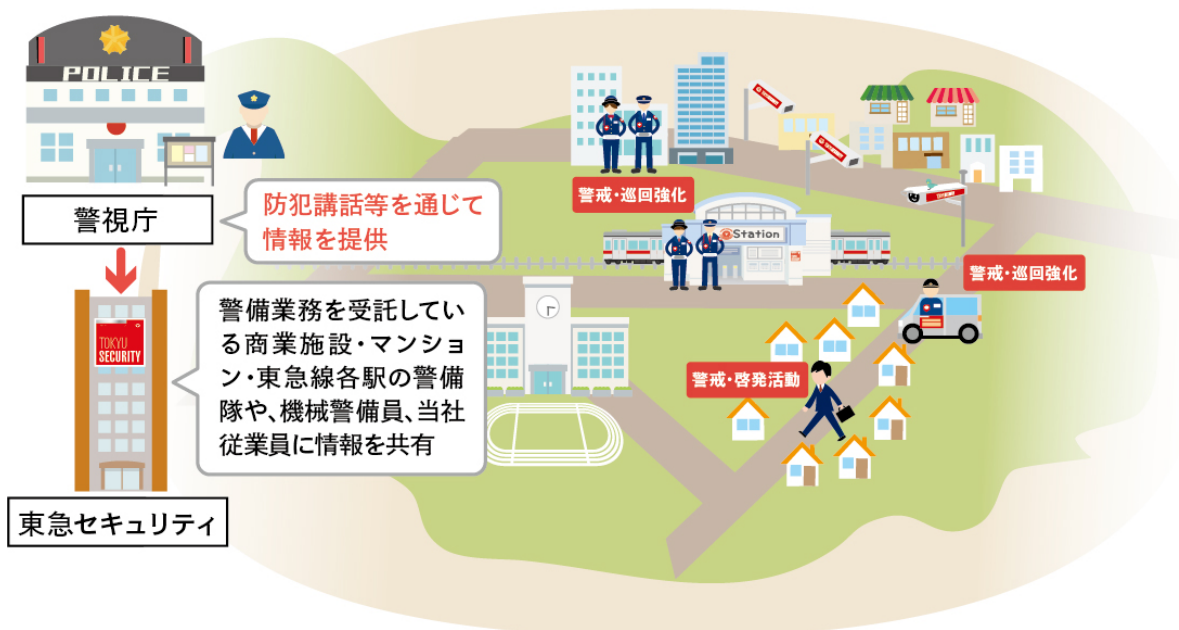 POLICE
警視庁
防犯講話等を通じて
情報を提供
TOKYU
SECURITY
警備業務を受託してい
る商業施設・マンショ
ン・東急線各駅の警備
隊や、機械警備員、当社
従業員に情報を共有
東急セキュリティ
警戒・巡回強化
Station
警戒・巡回強化
警戒・啓発活動